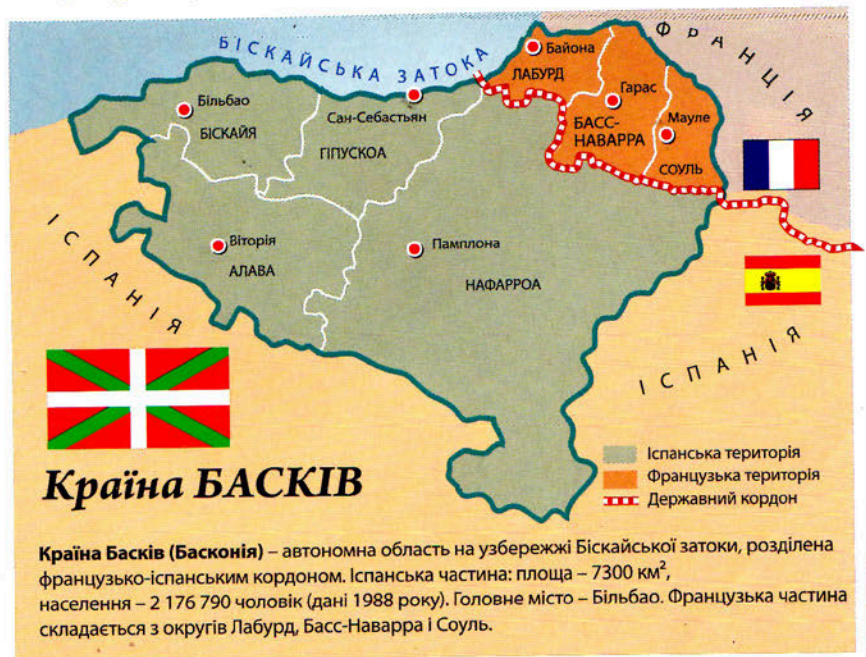 БІСКАЙСЬКА ЗАТОКА
ФРАНЦІЯ
Байона
ЛАБУРД
Гарас
БАСС-
НАВАРРА
Мауле
СОУЛЬ
Більбао
БІСКАЙЯ
Сан-Себастьян
ГІПУСКОА
Віторія
АЛАВА
Памплона
НАФАРРОА
ІСПАНІЯ
ІСПАНІЯ
Країна БАСКІВ
Іспанська територія
Французька територія
Державний кордон
Країна Басків (Басконія) – автономна область на узбережжі Біскайської затоки, розділена
французько-іспанським кордоном. Іспанська частина: площа – 7300 км²,
населення – 2 176 790 чоловік (дані 1988 року). Головне місто – Більбао. Французька частина
складається з округів Лабурд, Басс-Наварра і Соуль.